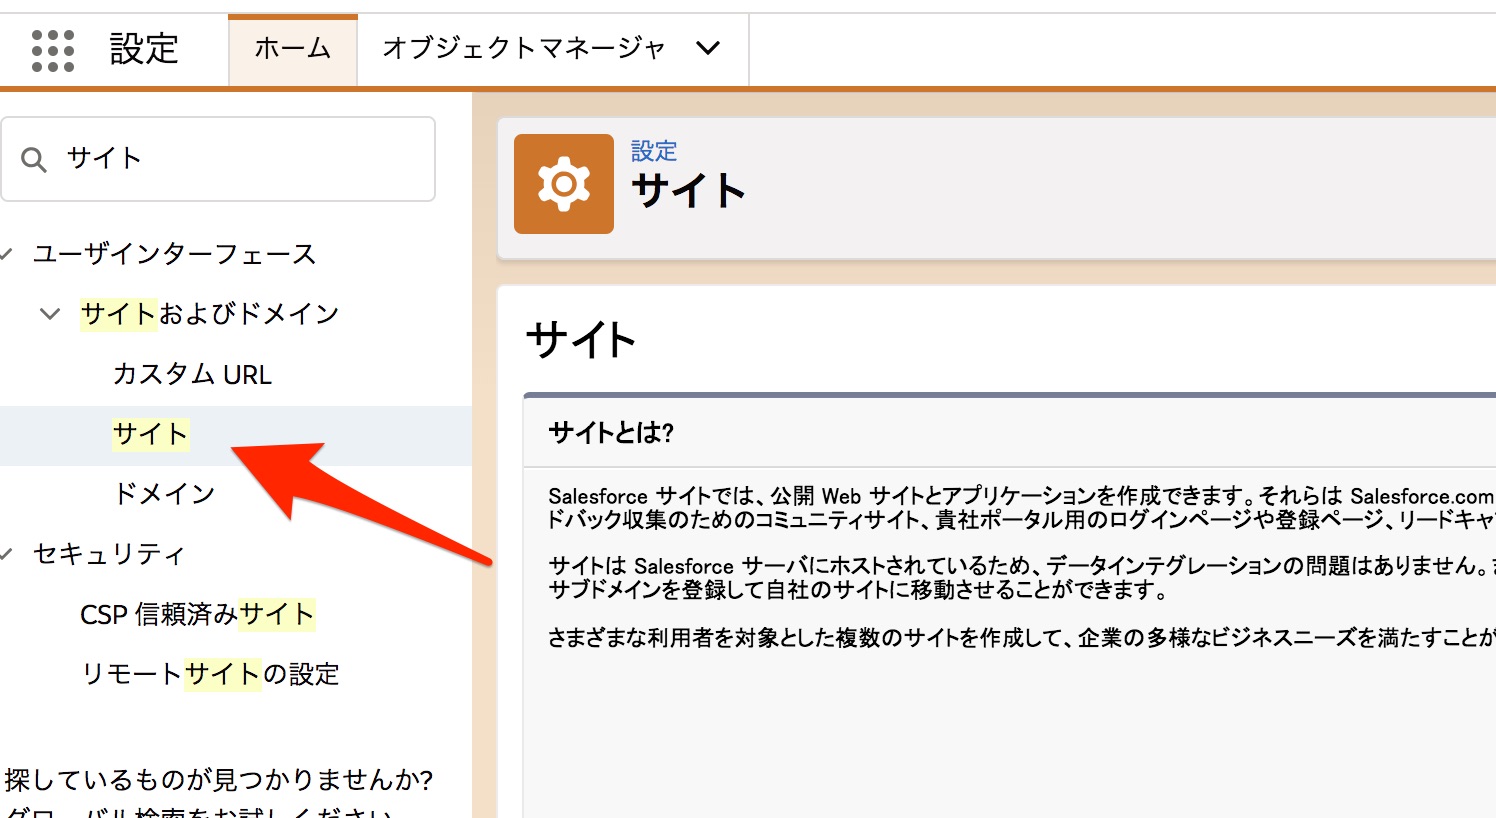 設定
ホーム
オブジェクトマネージャ
サイト
ユーザインターフェース
サイトおよびドメイン
カスタム URL
サイト
ドメイン
セキュリティ
CSP 信頼済みサイト
リモートサイトの設定
探しているものが見つかりませんか?
グローバル検索をお試しください
設定
サイト
サイト
サイトとは?
Salesforce サイトでは、公開 Web サイトとアプリケーションを作成できます。それらは Salesforce.com
ドバック収集のためのコミュニティサイト、貴社ポータル用のログインページや登録ページ、リードキャ
サイトは Salesforce サーバにホストされているため、データインテグレーションの問題はありません。
サブドメインを登録して自社のサイトに移動させることができます。
さまざまな利用者を対象とした複数のサイトを作成して、企業の多様なビジネスニーズを満たすことが